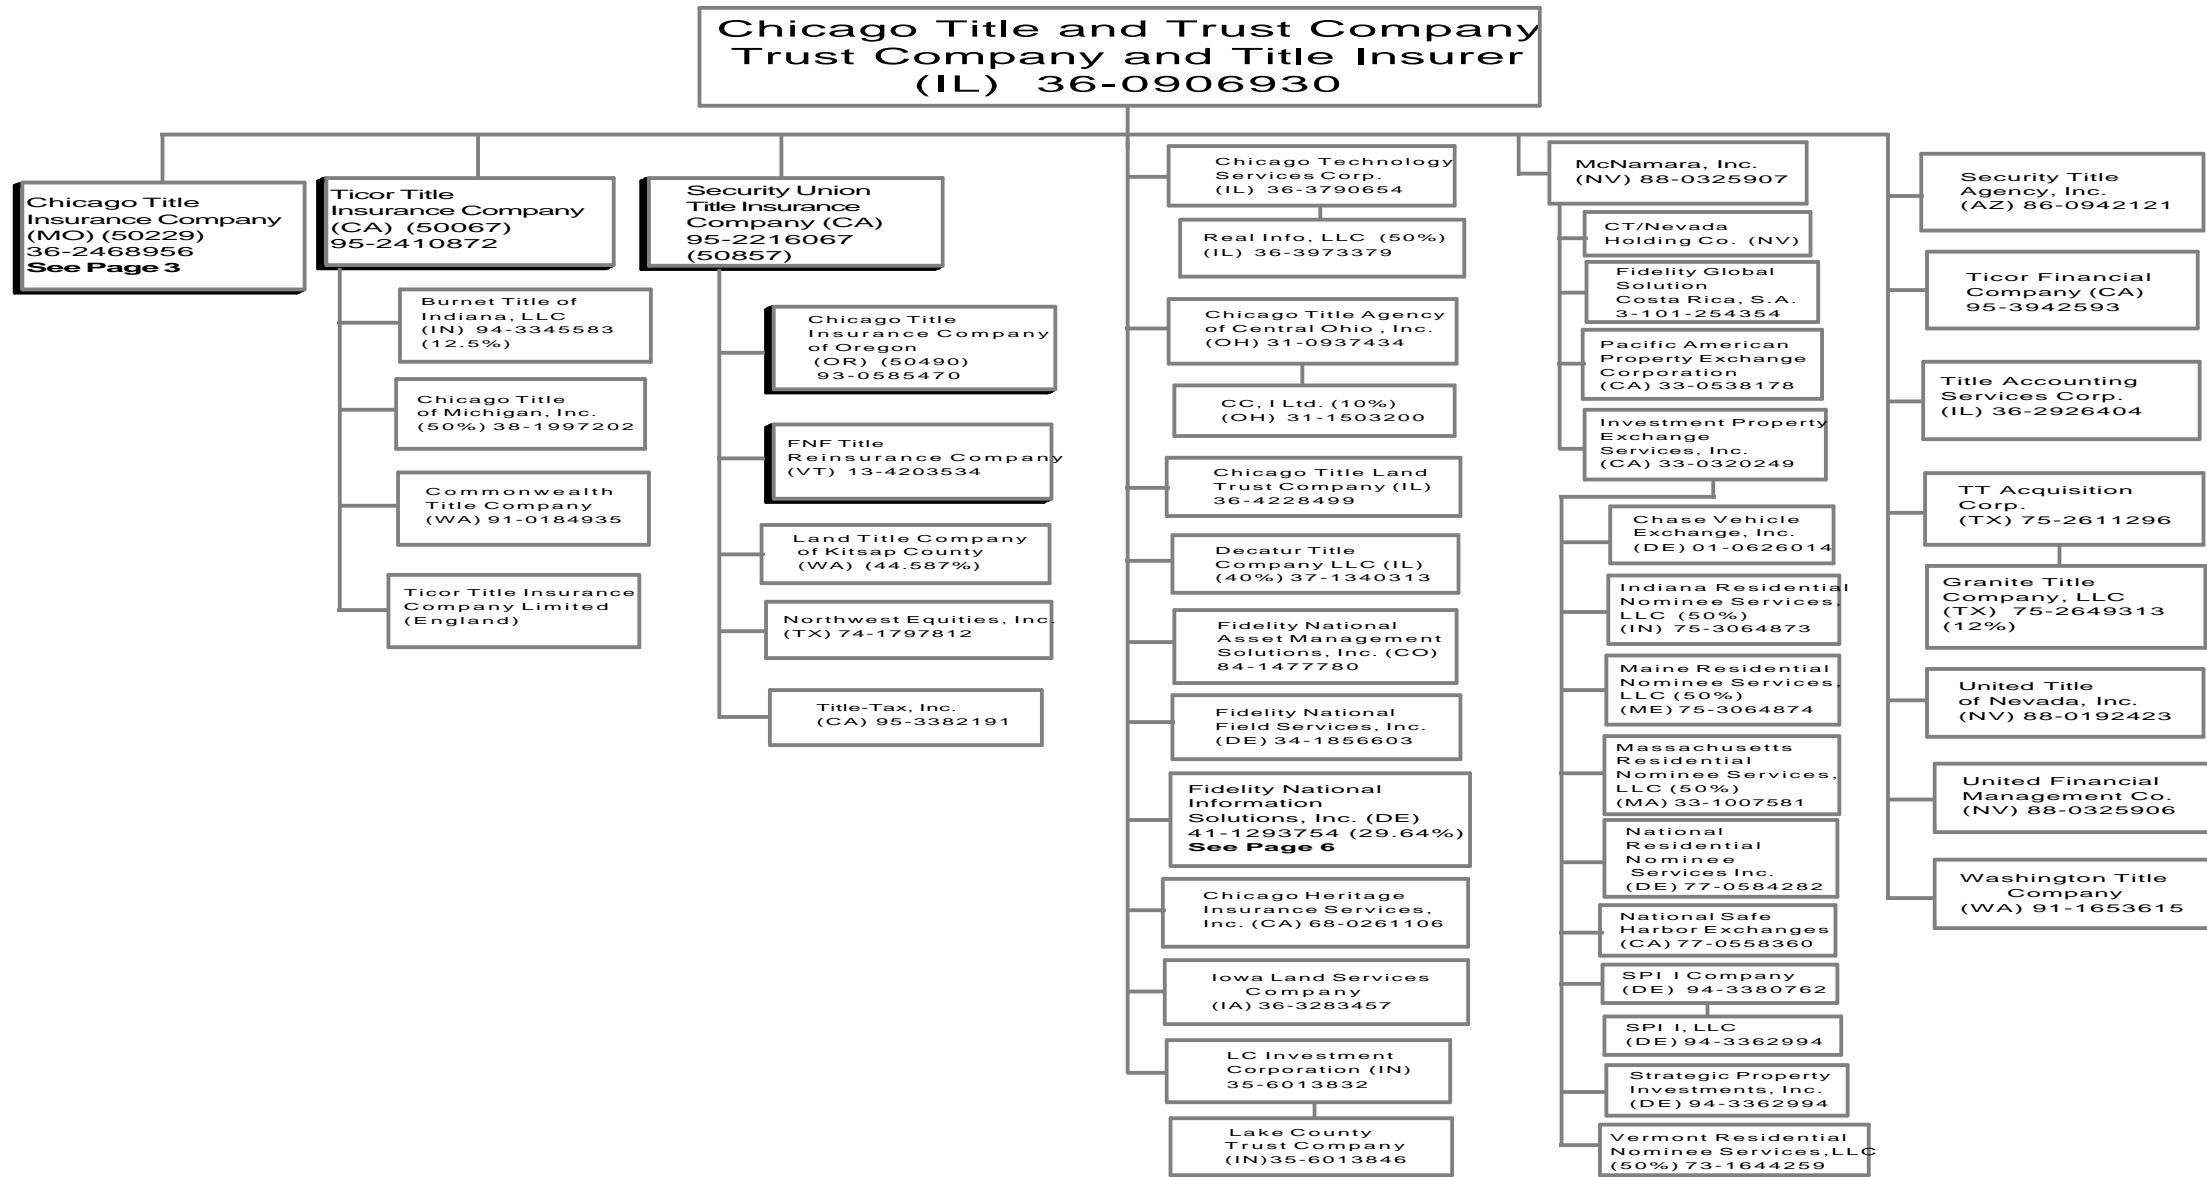 Chicago Title and Trust Company
Trust Company and Title Insurer
(IL) 36-0906930
Chicago Title
Insurance Company
(MO) (50229)
36-2468956
See Page 3
Ticor Title
Insurance Company
(CA) (50067)
95-2410872
Burnet Title of
Indiana, LLC
(IN) 94-3345583
(12.5%)
Chicago Title
of Michigan, Inc.
(50%) 38-1997202
Commonwealth
Title Company
(WA) 91-0184935
Ticor Title Insurance
Company Limited
(England)
Security Union
Title Insurance
Company (CA)
95-2216067
(50857)
Chicago Title
Insurance Company
of Oregon
(OR) (50490)
93-0585470
FNF Title
Reinsurance Company
(VT) 13-4203534
Land Title Company
of Kitsap County
(WA) (44.587%)
Northwest Equities, Inc.
(TX) 74-1797812
Title-Tax, Inc.
(CA) 95-3382191
Chicago Technology
Services Corp.
(IL) 36-3790654
Real Info, LLC (50%)
(IL) 36-3973379
Chicago Title Agency
of Central Ohio , Inc.
(OH) 31-0937434
CC, I Ltd. (10%)
(OH) 31-1503200
Chicago Title Land
Trust Company (IL)
36-4228499
Decatur Title
Company LLC (IL)
(40%) 37-1340313
Fidelity National
Asset Management
Solutions, Inc. (CO)
84-1477780
Fidelity National
Field Services, Inc.
(DE) 34-1856603
Fidelity National
Information
Solutions, Inc. (DE)
41-1293754 (29.64%)
See Page 6
Chicago Heritage
Insurance Services,
Inc. (CA) 68-0261106
Iowa Land Services
Company
(IA) 36-3283457
LC Investment
Corporation (IN)
35-6013832
Lake County
Trust Company
(IN)35-6013846
McNamara, Inc.
(NV) 88-0325907
CT/Nevada
Holding Co. (NV)
Fidelity Global
Solution
Costa Rica, S.A.
3-101-254354
Pacific American
Property Exchange
Corporation
(CA) 33-0538178
Investment Property
Exchange
Services, Inc.
(CA) 33-0320249
Chase Vehicle
Exchange, Inc.
(DE) 01-0626014
Indiana Residential
Nominee Services,
LLC (50%)
(IN) 75-3064873
Maine Residential
Nominee Services,
LLC (50%)
(ME) 75-3064874
Massachusetts
Residential
Nominee Services,
LLC (50%)
(MA) 33-1007581
National
Residential
Nominee
Services Inc.
(DE) 77-0584282
National Safe
Harbor Exchanges
(CA) 77-0558360
SPI I Company
(DE) 94-3380762
SPI I, LLC
(DE) 94-3362994
Strategic Property
Investments, Inc.
(DE) 94-3362994
Vermont Residential
Nominee Services,LLC
(50%) 73-1644259
Security Title
Agency, Inc.
(AZ) 86-0942121
Ticor Financial
Company (CA)
95-3942593
Title Accounting
Services Corp.
(IL) 36-2926404
TT Acquisition
Corp.
(TX) 75-2611296
Granite Title
Company, LLC
(TX) 75-2649313
(12%)
United Title
of Nevada, Inc.
(NV) 88-0192423
United Financial
Management Co.
(NV) 88-0325906
Washington Title
Company
(WA) 91-1653615